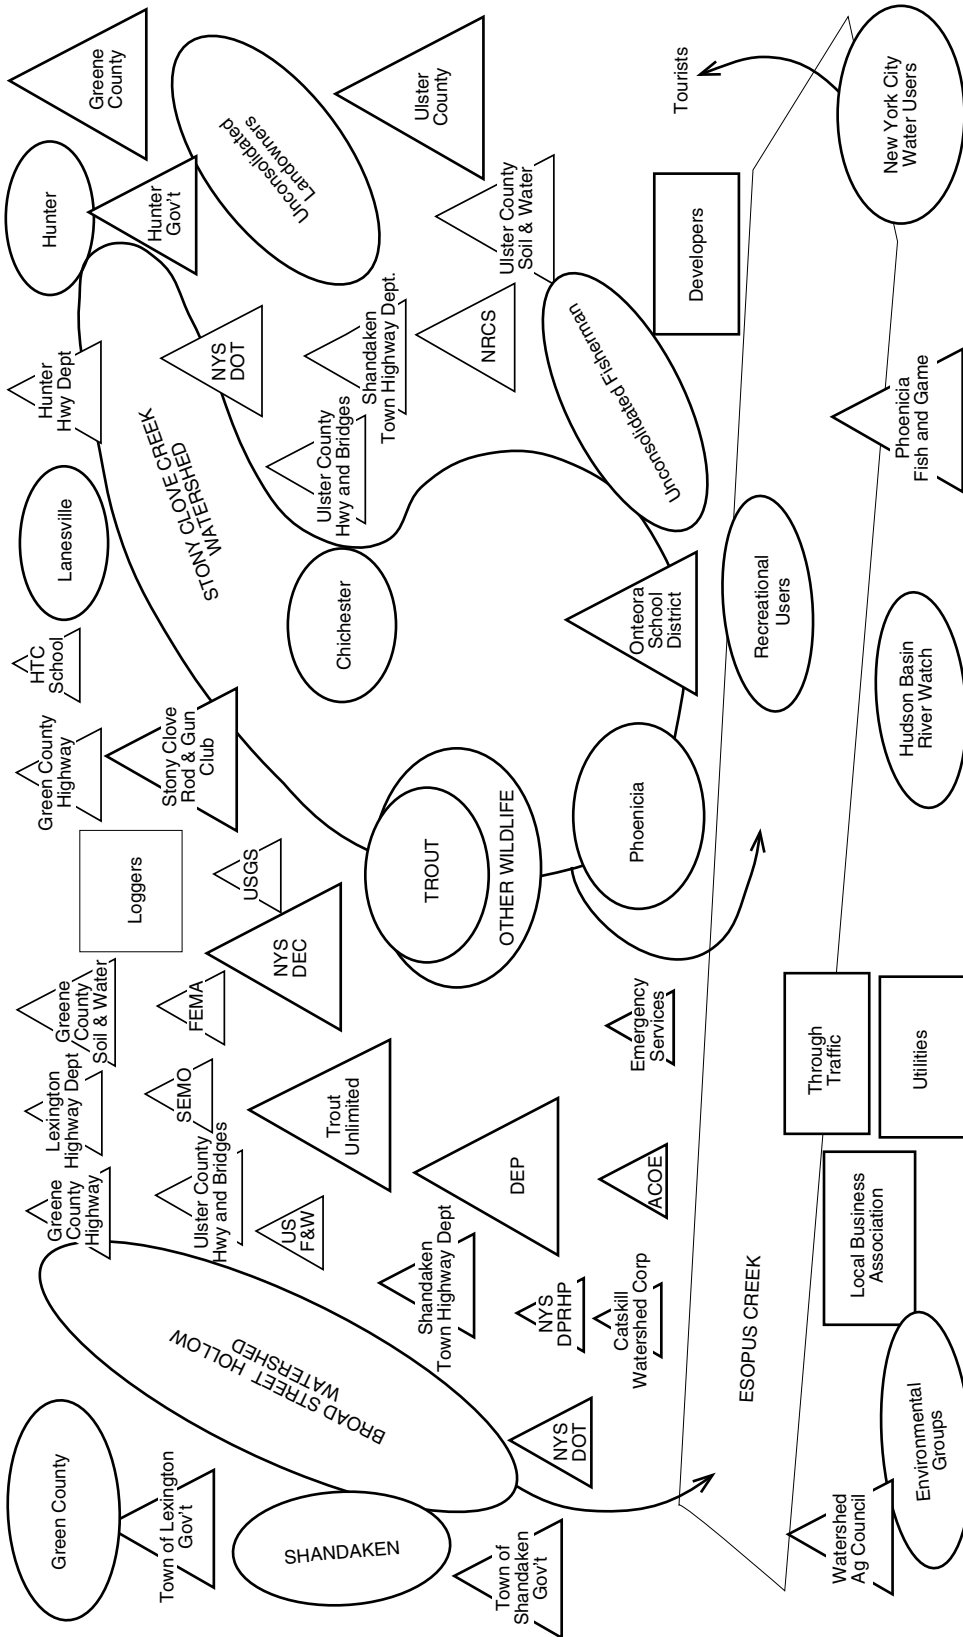 Green County
Town of Lexington
Gov't
SHANDAKEN
Town of
Shandaken
Gov't
BROAD STREET HOLLOW
WATERSHED
Greene
County
Highway
Lexington
Highway Dept
Greene
County
Soil & Water
Ulster County
Hwy and Bridges
SEMO
FEMA
US
F&W
Trout
Unlimited
NYS
DEC
USGS
Loggers
Green County
Highway
Stony Clove
Rod & Gun
Club
HTC
School
Lanesville
Hunter
Hwy Dept
Hunter
Hunter
Gov't
Greene
County
STONY CLOVE CREEK
WATERSHED
NYS
DOT
Unconsolidated
Landowners
Chichester
Ulster County
Hwy and Bridges
Shandaken
Town Highway Dept.
Ulster
County
Ulster County
Soil & Water
NRCS
Shandaken
Town Highway Dept
DEP
NYS
DPRHP
Catskill
Watershed Corp
NYS
DOT
ACOE
Emergency
Services
TROUT
OTHER WILDLIFE
Phoenicia
Onteora
School
District
Unconsolidated Fisherman
Developers
Tourists
ESOPUS CREEK
Recreational
Users
New York City
Water Users
Watershed
Ag Council
Environmental
Groups
Local Business
Association
Through
Traffic
Utilities
Hudson Basin
River Watch
Phoenicia
Fish and Game